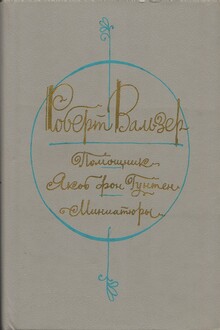 Роберт Вальзер
Помощник
Якоб фон Гунтен
Миниатюры